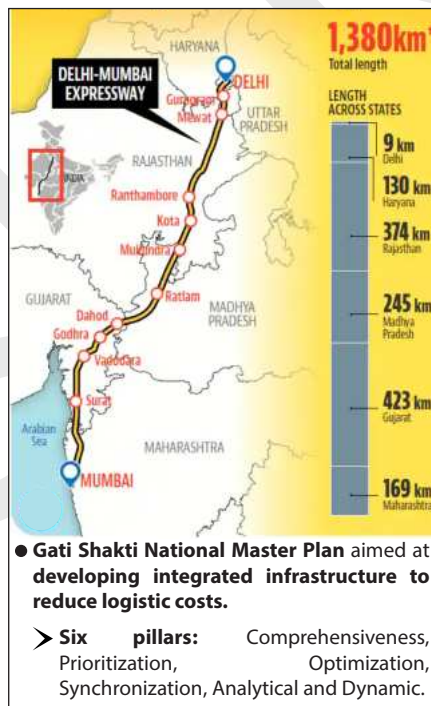 HARYANA
DELHI-MUMBAI
EXPRESSWAY
DELHI
Gurugram
Mewat
UTTAR
PRADESH
INDIA
RAJASTHAN
Ranthambore
Kota
Mukundra
GUJARAT
Ratlam
Dahod
MADHYA
PRADESH
Godhra
Vadodara
Surat
Arabian
Sea
MAHARASHTRA
MUMBAI
1,380km*
Total length
LENGTH
ACROSS STATES
9 km
Delhi
130 km
Haryana
374 km
Rajasthan
245 km
Madhya
Pradesh
423 km
Gujarat
169 km
Maharashtra
● Gati Shakti National Master Plan aimed at
developing integrated infrastructure to
reduce logistic costs.
➤ Six pillars: Comprehensiveness,
Prioritization, Optimization,
Synchronization, Analytical and Dynamic.